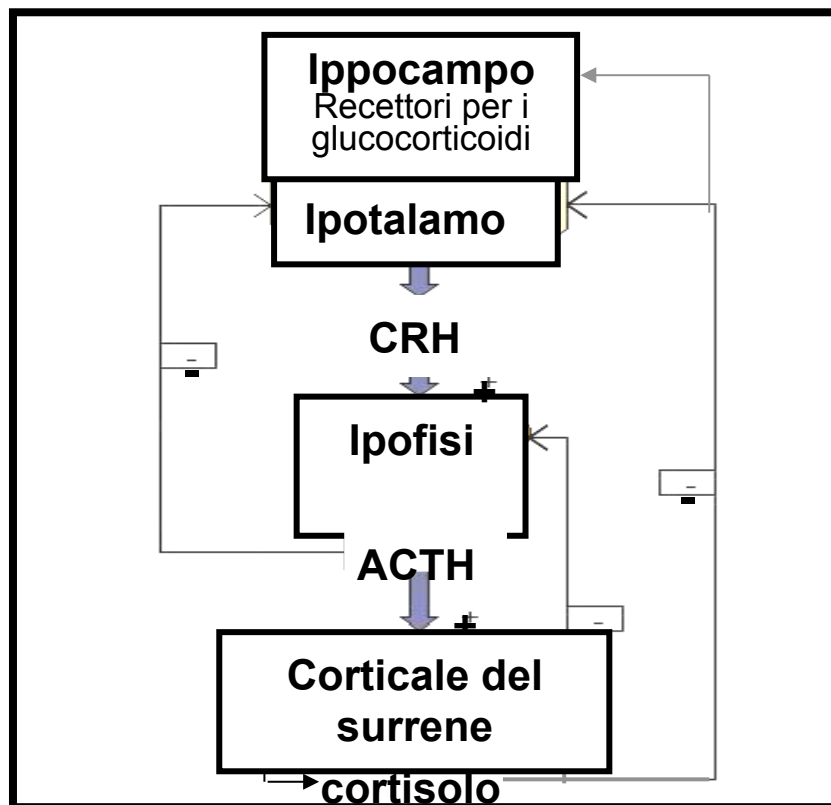 Ippocampo
Recettori per i
glucocorticoidi
Ipotalamo
CRH
-
-
+
+
Ipofisi
-
-
ACTH
+
+
-
Corticale del
surrene
cortisolo